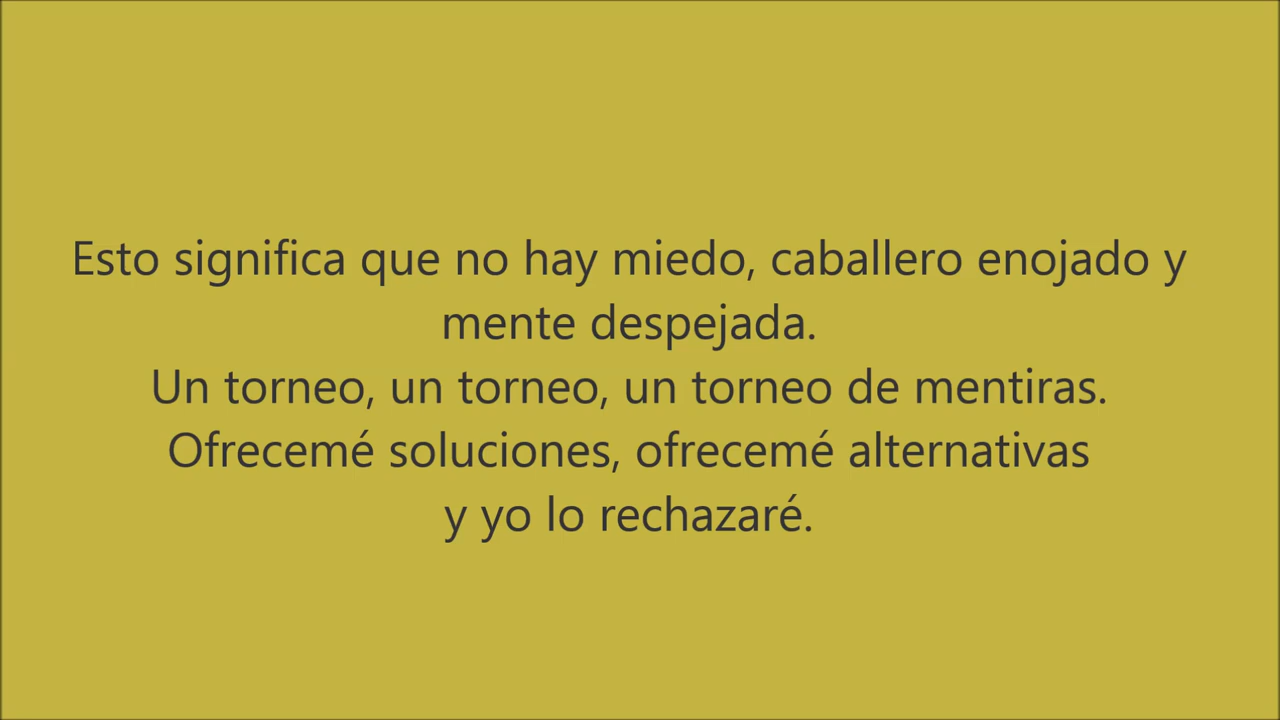 Esto significa que no hay miedo, caballero enojado y
mente despejada.
Un torneo, un torneo, un torneo de mentiras.
Ofrecemé soluciones, ofrecemé alternativas
y yo lo rechazaré.